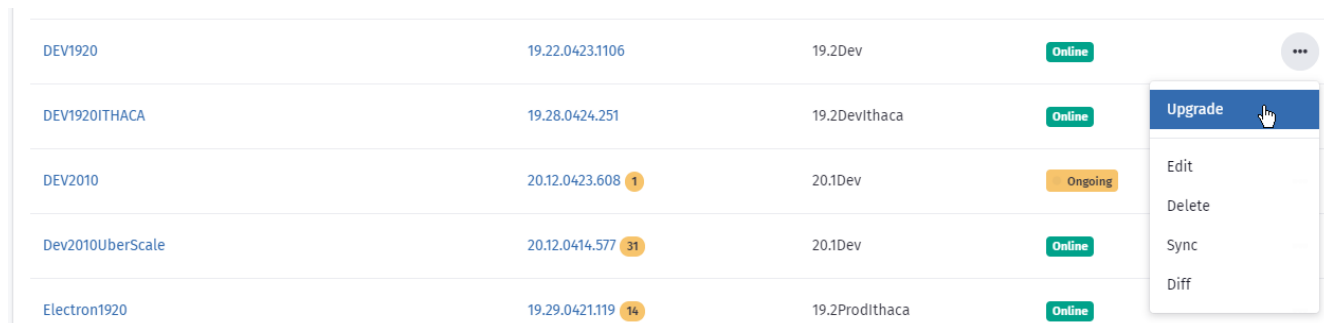 DEV1920 19.22.0423.1106 19.2Dev Online
DEV1920ITHACA 19.28.0424.251 19.2DevIthaca Online
Upgrade
DEV2010 20.12.0423.608 1 20.1Dev Ongoing
Edit
Delete
Dev2010UberScale 20.12.0414.577 31 20.1Dev Online
Sync
Diff
Electron1920 19.29.0421.119 14 19.2ProdIthaca Online